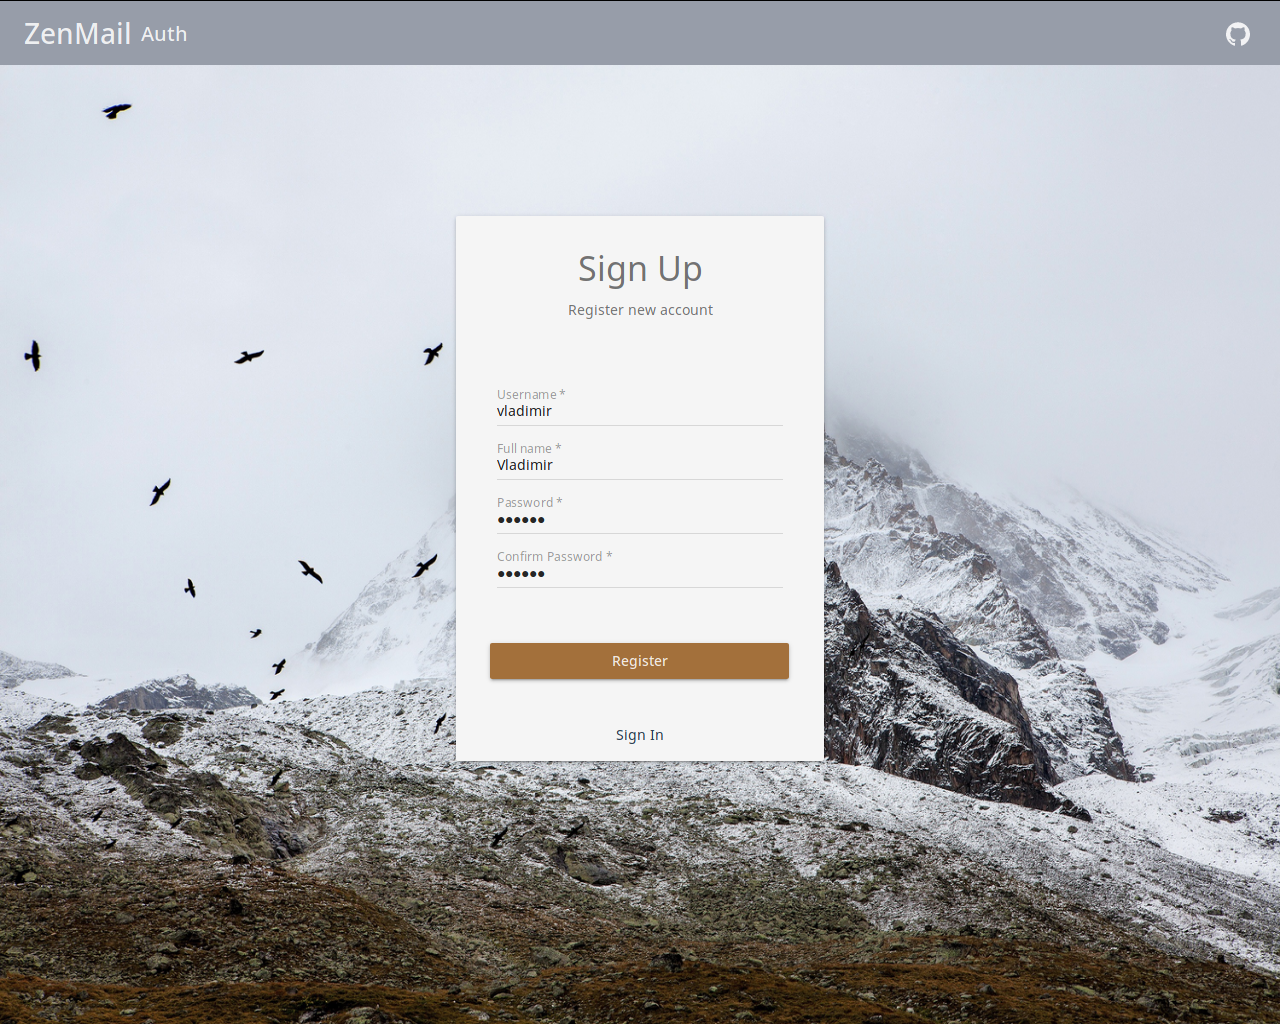 ZenMail Auth
Sign Up
Register new account
Username *
vladimir
Full name *
Vladimir
Password *
●●●●●●
Confirm Password *
●●●●●●
Register
Sign In